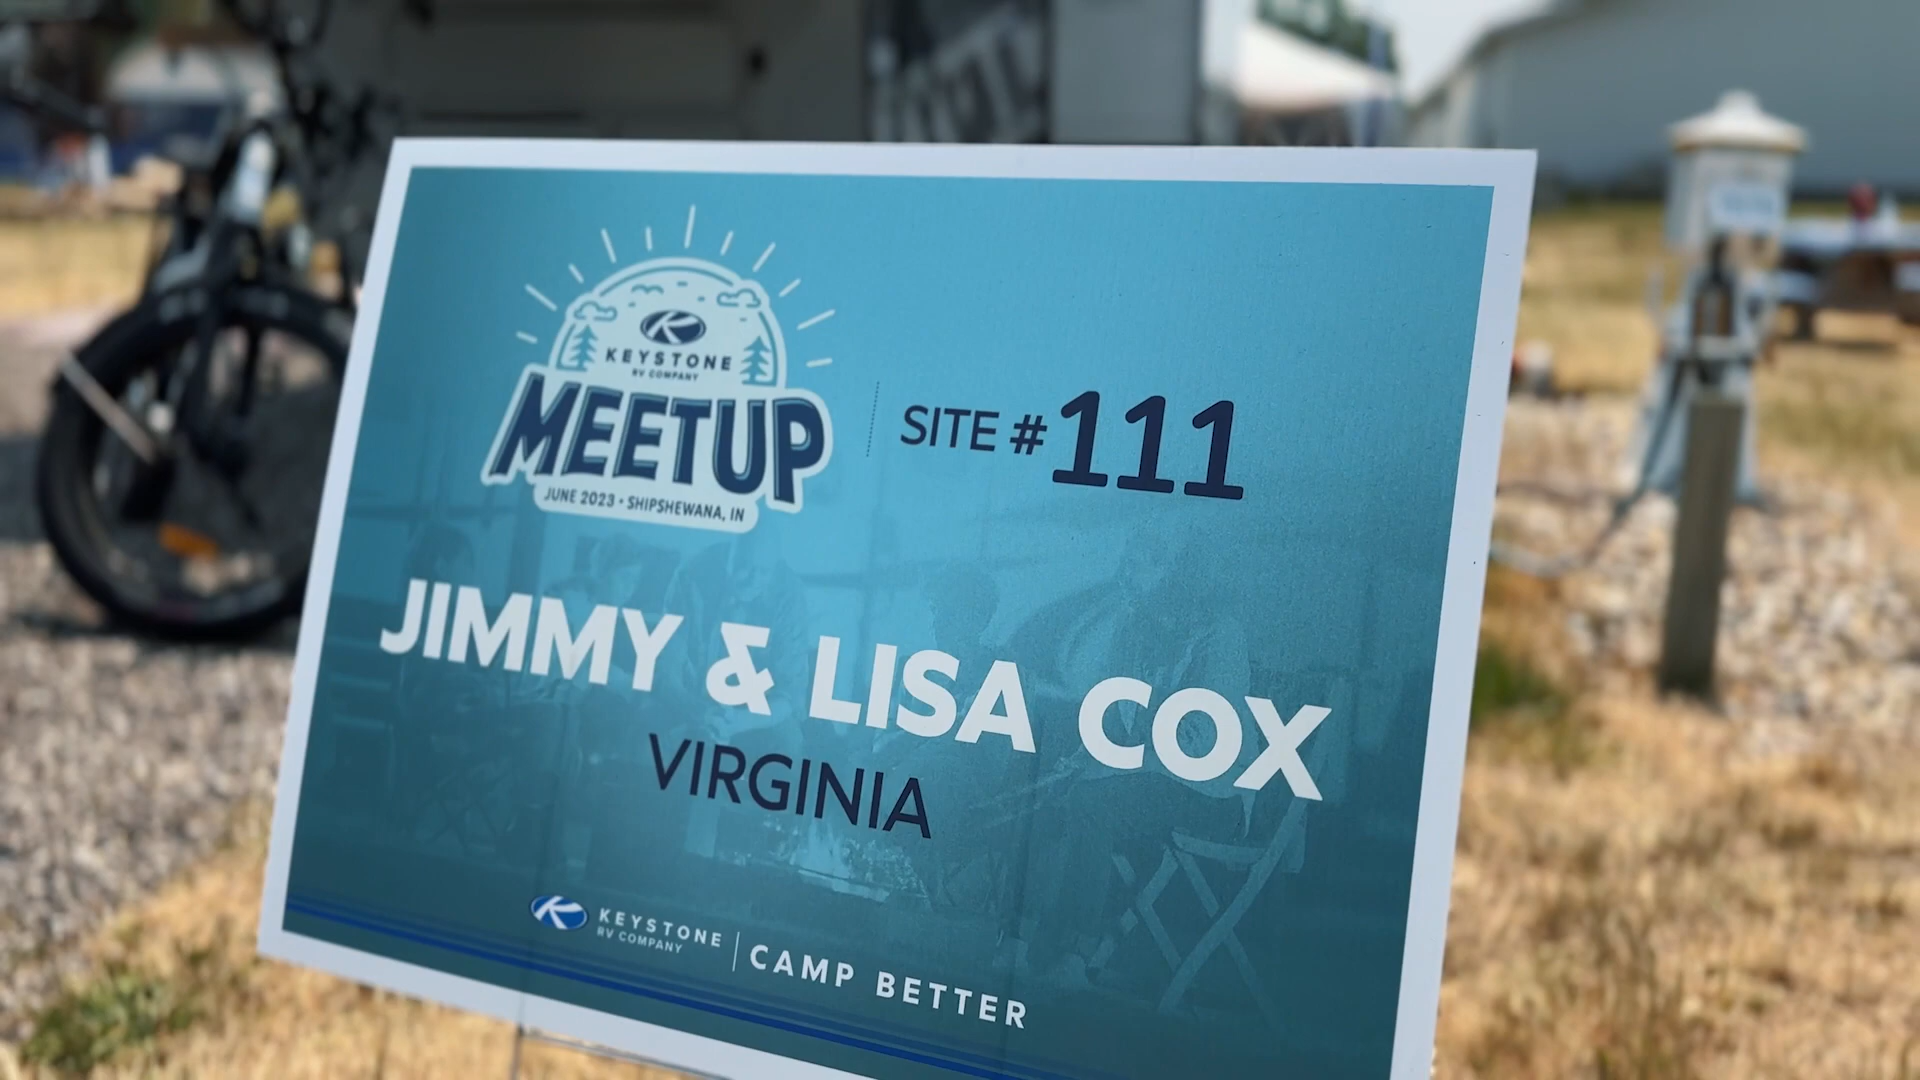 KEYSTONE
RV COMPANY
MEETUP
JUNE 2023 • SHIPSHEWANA, IN
SITE #111
JIMMY & LISA COX
VIRGINIA
KEYSTONE
RV COMPANY
CAMP BETTER